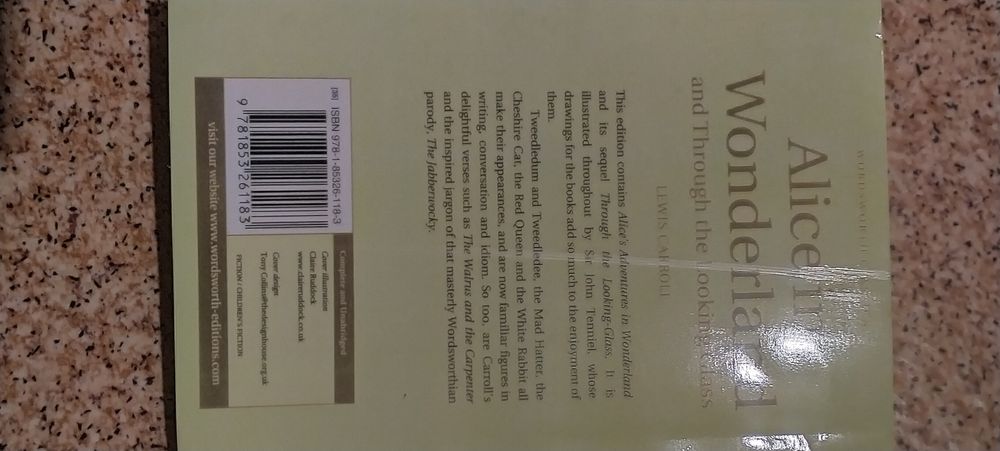 WORDSWORTH
Alice in
Wonderland
and Through the Looking-Glass
LEWIS CARROLL
This edition contains Alice's Adventures in Wonderland
and its sequel Through the Looking-Glass. It is
illustrated throughout by Sir John Tenniel, whose
drawings for the books add so much to the enjoyment of
them.
Tweedledum and Tweedledee, the Mad Hatter, the
Cheshire Cat, the Red Queen and the White Rabbit all
make their appearances, and are now familiar figures in
writing, conversation and idiom. So too, are Carroll's
delightful verses such as The Walrus and the Carpenter
and the inspired jargon of that masterly Wordsworthian
parody, The Jabberwocky.
ISBN 978-1-85326-118-3
9 781853 261183
Complete and Unabridged
Cover illustration
Claire Ruddock
www.claireruddock.co.uk
Cover design
Tony Collins@thedesignhouse.org.uk
FICTION / CHILDREN'S FICTION
visit our website www.wordsworth-editions.com